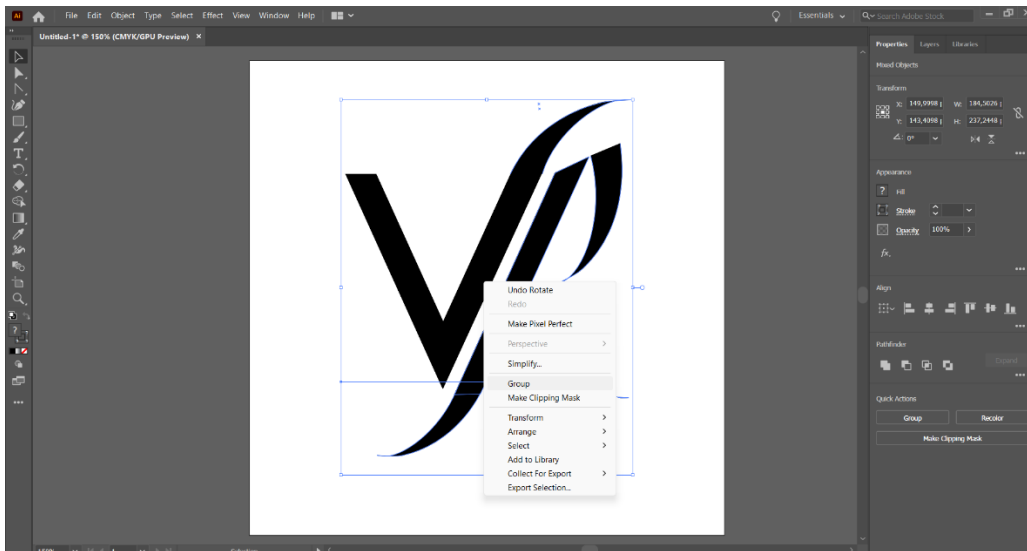 Ai File Edit Object Type Select Effect View Window Help Essentials Search Adobe Stock
Untitled-1* @ 150% (CMYK/GPU Preview) ×
Properties Layers Libraries
Mixed Objects
Transform
X: 149,9998 W: 184,5026
Y: 143,4098 H: 237,2448
0°
Appearance
? Fill
Stroke
Opacity 100%
fx.
Align
Pathfinder
Expand
Quick Actions
Group Recolor
Make Clipping Mask
Undo Rotate
Redo
Make Pixel Perfect
Perspective
Simplify...
Group
Make Clipping Mask
Transform
Arrange
Select
Add to Library
Collect For Export
Export Selection...
VP